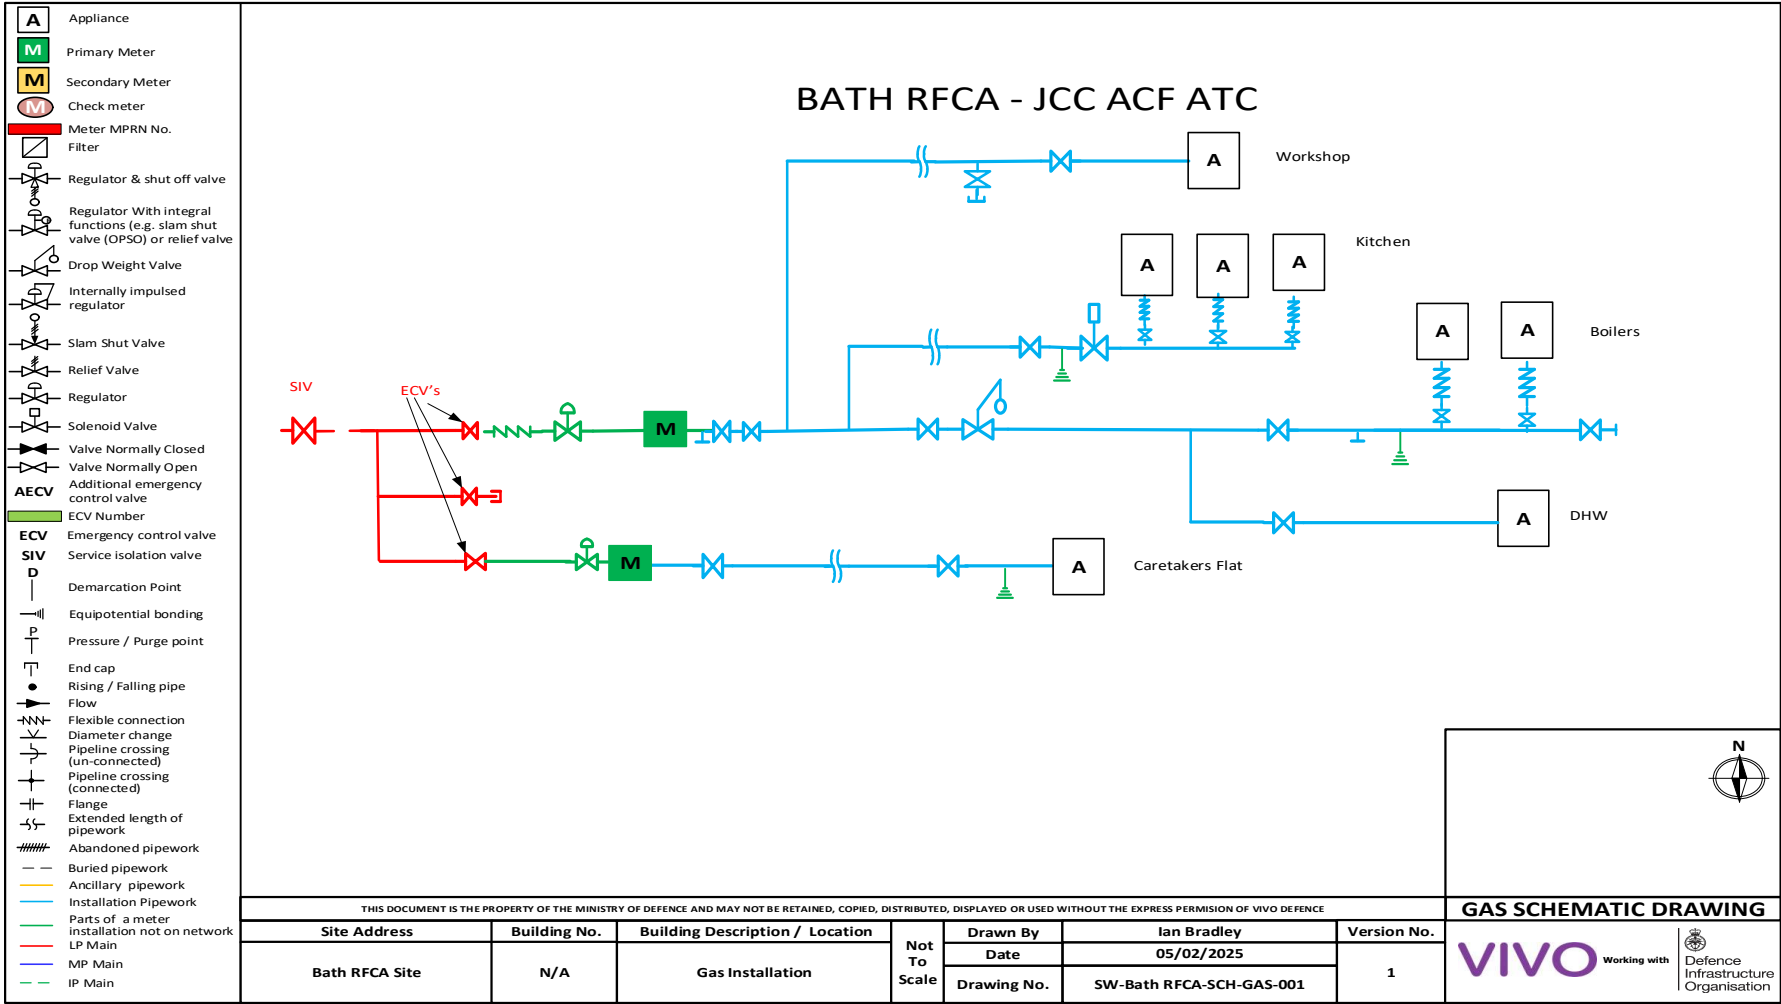 A Appliance
M Primary Meter
M Secondary Meter
M Check meter
Meter MPRN No.
Filter
Regulator & shut off valve
Regulator With integral
functions (e.g. slam shut
valve (OPSO) or relief valve
Drop Weight Valve
Internally impulsed
regulator
Slam Shut Valve
Relief Valve
Regulator
Solenoid Valve
Valve Normally Closed
Valve Normally Open
AECV Additional emergency
control valve
ECV Number
ECV Emergency control valve
SIV Service isolation valve
D
Demarcation Point
Equipotential bonding
P
Pressure / Purge point
End cap
Rising / Falling pipe
Flow
Flexible connection
Diameter change
Pipeline crossing
(un-connected)
Pipeline crossing
(connected)
Flange
Extended length of
pipework
Abandoned pipework
Buried pipework
Ancillary pipework
Installation Pipework
Parts of a meter
installation not on network
LP Main
MP Main
IP Main
BATH RFCA - JCC ACF ATC
A Workshop
A A A Kitchen
A A Boilers
SIV
ECV's
M
A DHW
M
A Caretakers Flat
N
THIS DOCUMENT IS THE PROPERTY OF THE MINISTRY OF DEFENCE AND MAY NOT BE RETAINED, COPIED, DISTRIBUTED, DISPLAYED OR USED WITHOUT THE EXPRESS PERMISION OF VIVO DEFENCE
GAS SCHEMATIC DRAWING
Site Address
Bath RFCA Site
Building No.
N/A
Building Description / Location
Gas Installation
Not
To
Scale
Drawn By Ian Bradley
Date 05/02/2025
Drawing No. SW-Bath RFCA-SCH-GAS-001
Version No.
1
VIVO Working with
Defence
Infrastructure
Organisation